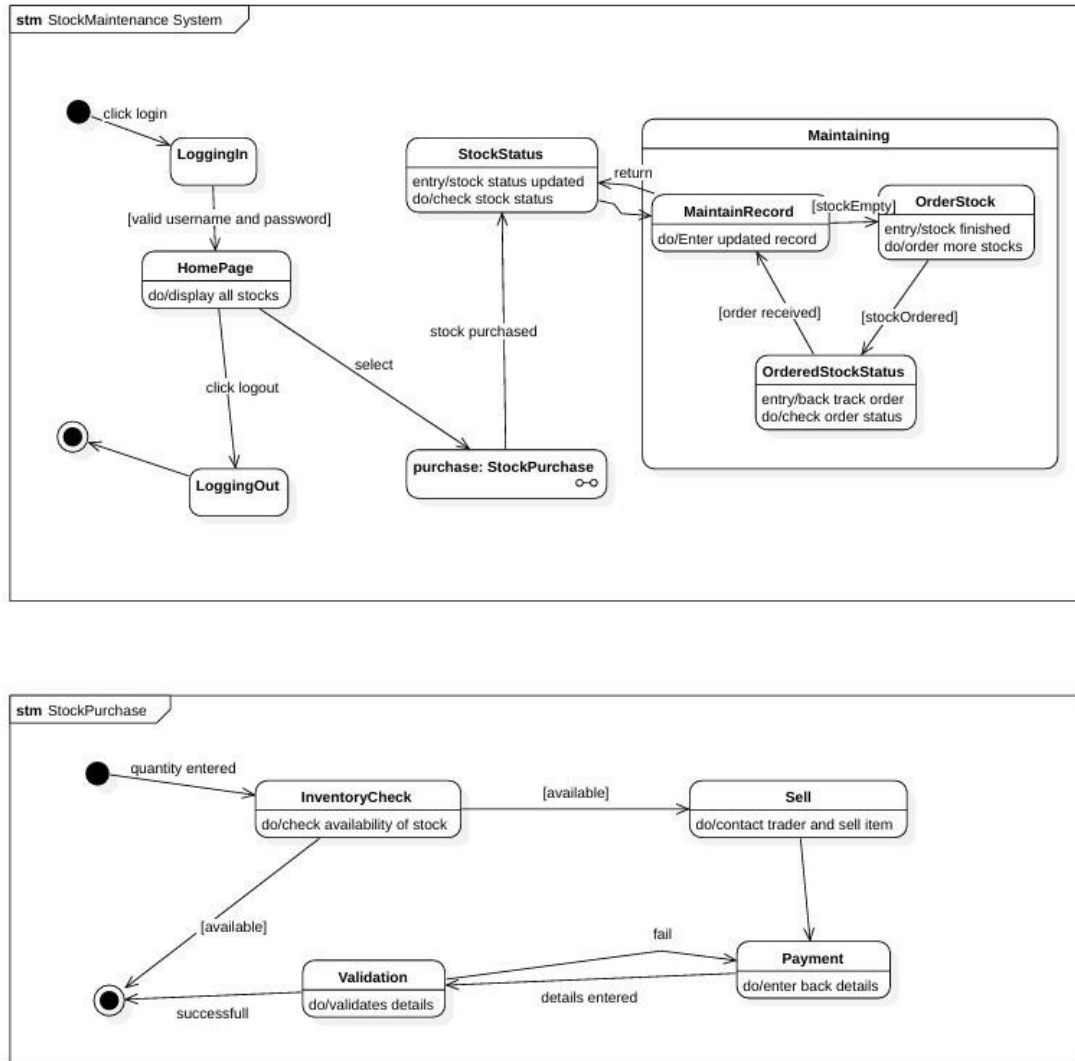 stm StockMaintenance System
click login
LoggingIn
[valid username and password]
HomePage
do/display all stocks
click logout
LoggingOut
select
StockStatus
entry/stock status updated
do/check stock status
stock purchased
purchase: StockPurchase
return
Maintaining
MaintainRecord
do/Enter updated record
[stockEmpty]
OrderStock
entry/stock finished
do/order more stocks
[order received]
[stockOrdered]
OrderedStockStatus
entry/back track order
do/check order status
stm StockPurchase
quantity entered
InventoryCheck
do/check availability of stock
[available]
Sell
do/contact trader and sell item
[available]
fail
Payment
do/enter back details
Validation
do/validates details
details entered
successfull